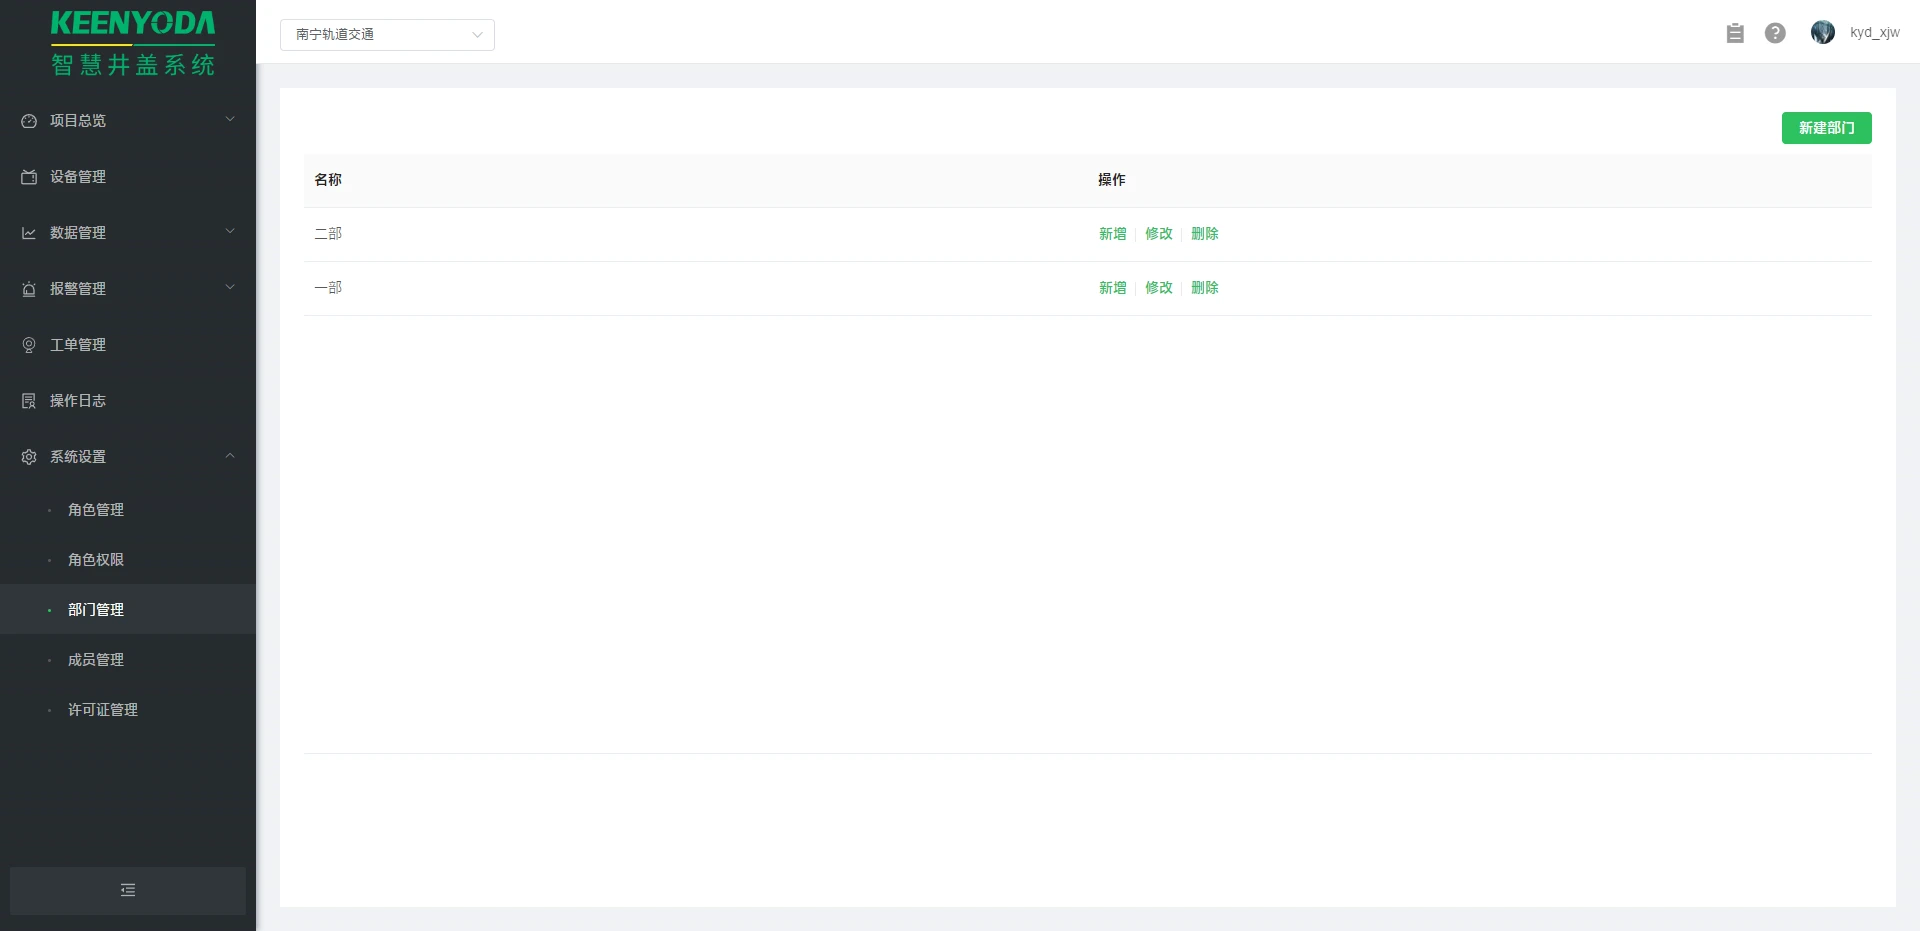 KEENYODA
智慧井盖系统
南宁轨道交通
kyd_xjw
项目总览
设备管理
数据管理
报警管理
工单管理
操作日志
系统设置
角色管理
角色权限
部门管理
成员管理
许可证管理
新建部门
名称 操作
二部 新增 修改 删除
一部 新增 修改 删除